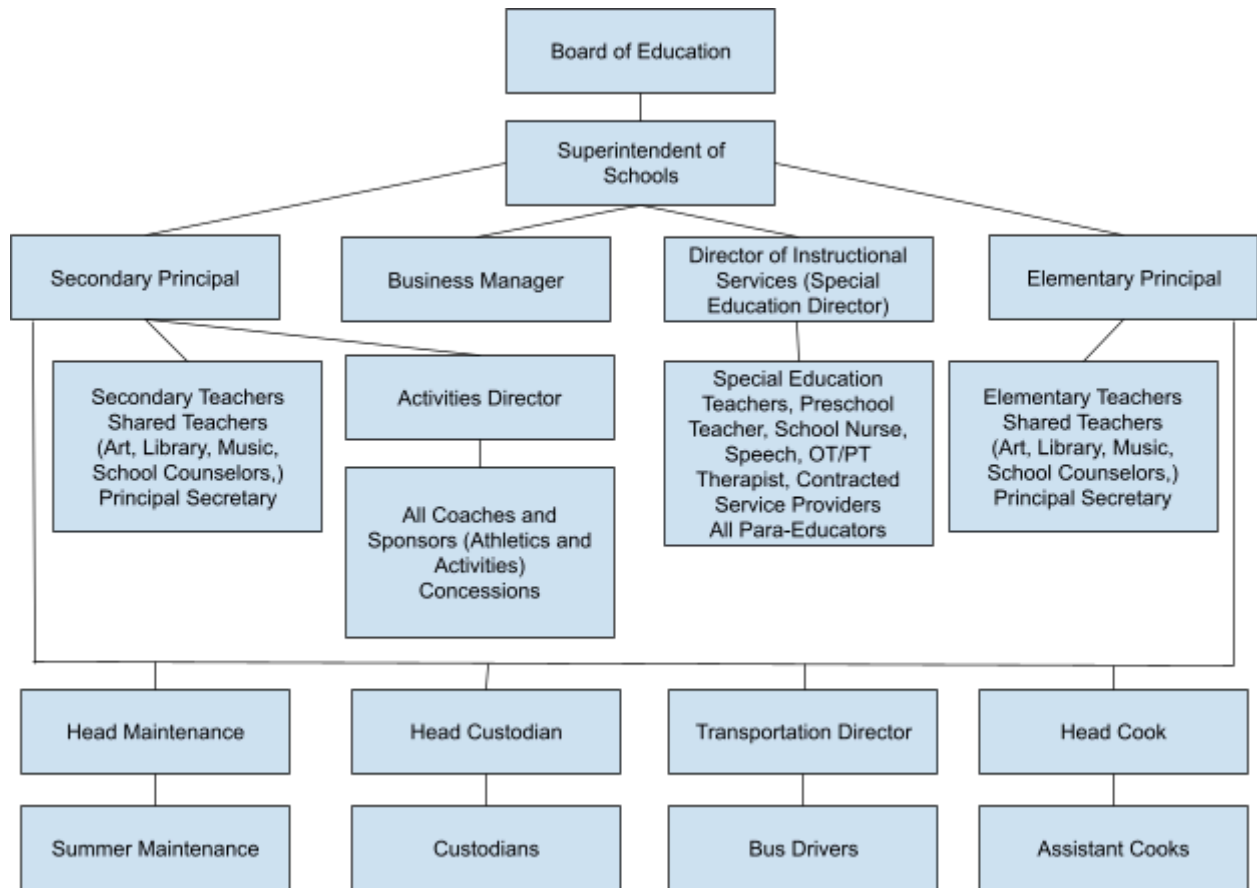 Board of Education
Superintendent of
Schools
Secondary Principal
Business Manager
Director of Instructional
Services (Special
Education Director)
Elementary Principal
Secondary Teachers
Shared Teachers
(Art, Library, Music,
School Counselors,)
Principal Secretary
Activities Director
Special Education
Teachers, Preschool
Teacher, School Nurse,
Speech, OT/PT
Therapist, Contracted
Service Providers
All Para-Educators
Elementary Teachers
Shared Teachers
(Art, Library, Music,
School Counselors,)
Principal Secretary
All Coaches and
Sponsors (Athletics and
Activities)
Concessions
Head Maintenance
Head Custodian
Transportation Director
Head Cook
Summer Maintenance
Custodians
Bus Drivers
Assistant Cooks